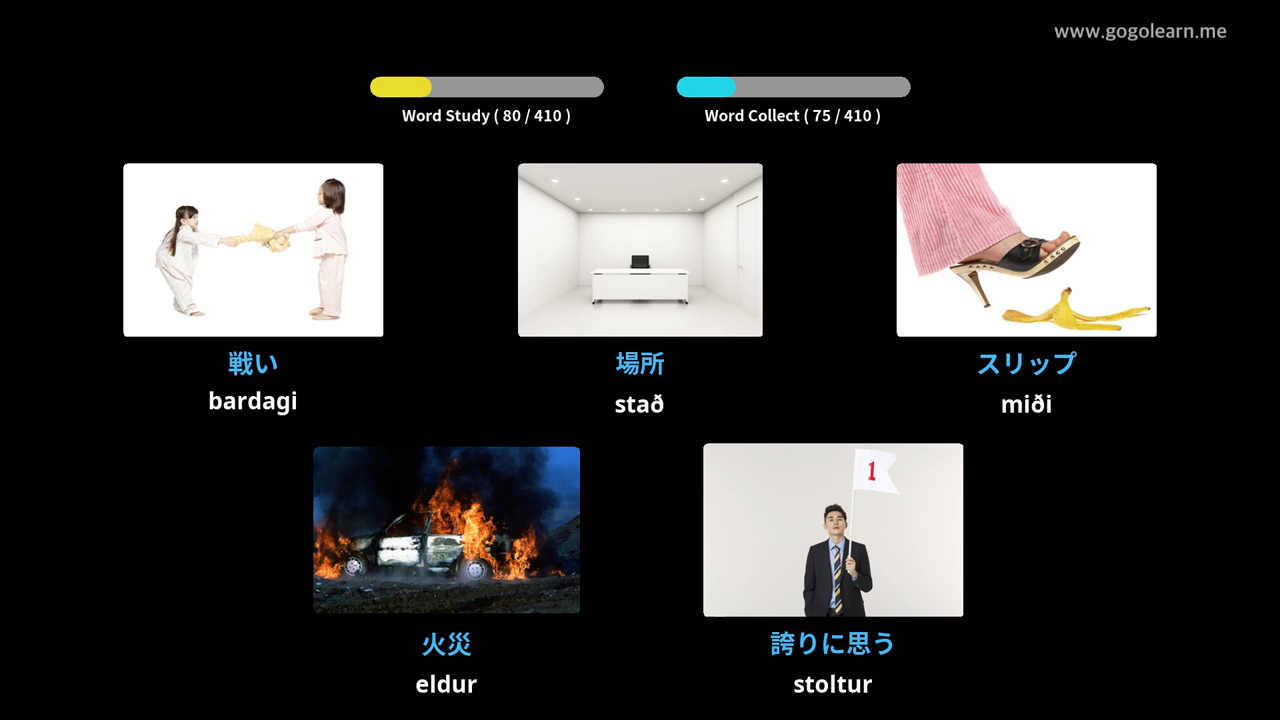 www.gogolearn.me
Word Study ( 80 / 410 )
Word Collect ( 75 / 410 )
戦い
bardagi
場所
stað
スリップ
miði
1
火災
eldur
誇りに思う
stoltur